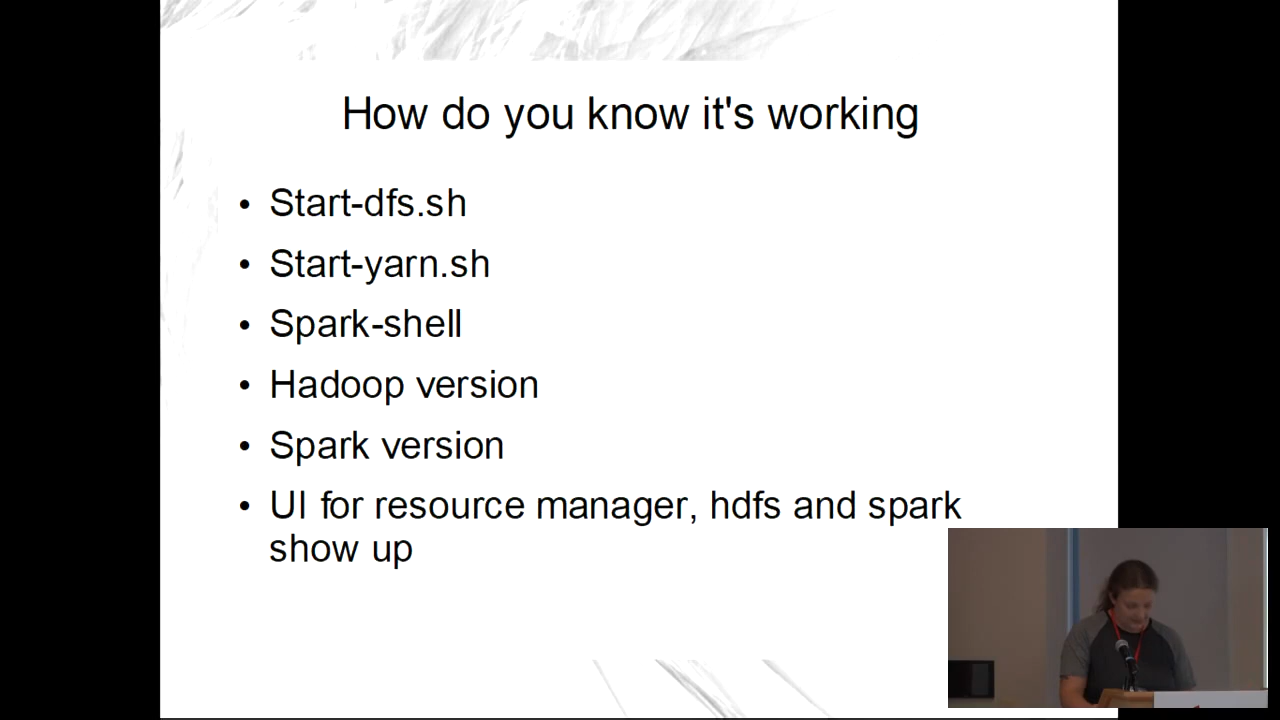 How do you know it's working
• Start-dfs.sh
• Start-yarn.sh
• Spark-shell
• Hadoop version
• Spark version
• UI for resource manager, hdfs and spark
show up